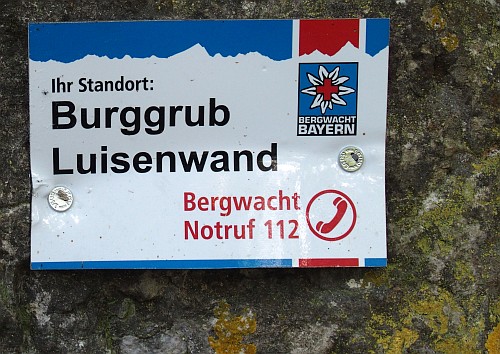 Ihr Standort:
Burggrub
Luisenwand
BERGWACHT
BAYERN
Bergwacht
Notruf 112